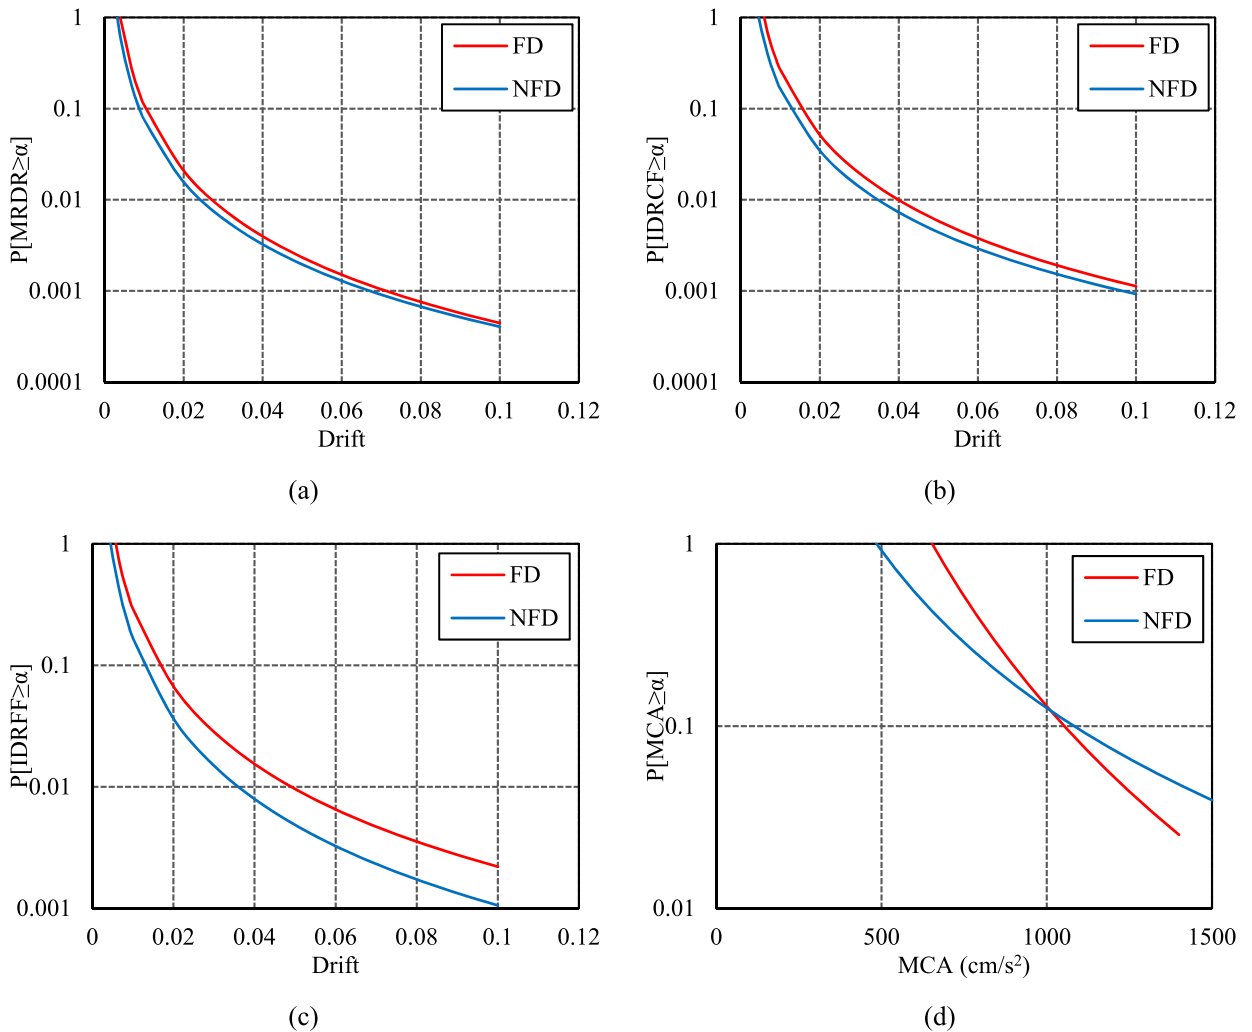 1
0.1
0.01
0.001
0.0001
P[MRDR≥α]
FD
NFD
0 0.02 0.04 0.06 0.08 0.1 0.12
Drift
(a)
1
0.1
0.01
0.001
0.0001
P[IDRCF≥α]
FD
NFD
0 0.02 0.04 0.06 0.08 0.1 0.12
Drift
(b)
1
0.1
0.01
0.001
P[IDRFF≥α]
FD
NFD
0 0.02 0.04 0.06 0.08 0.1 0.12
Drift
(c)
1
0.1
0.01
P[MCA≥α]
FD
NFD
0 500 1000 1500
MCA (cm/s²)
(d)